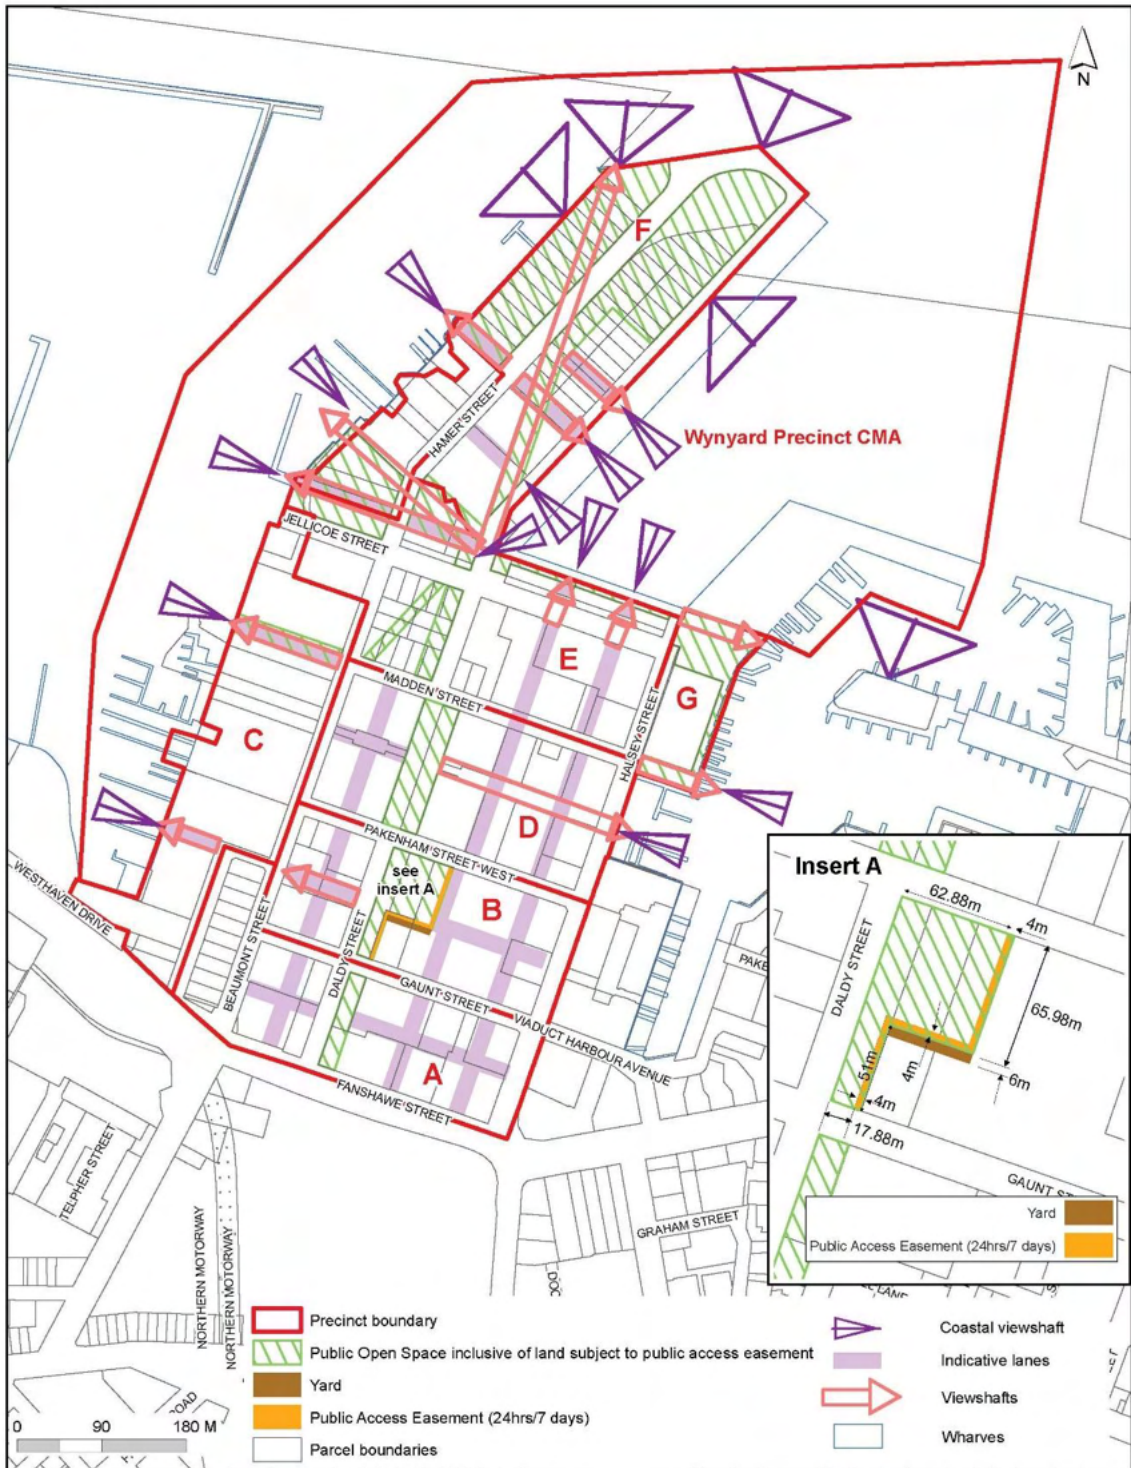 N
F
HAMER STREET
Wynyard Precinct CMA
JELLICOE STREET
E
MADDEN STREET
G
HALSEY STREET
C
D
PAKENHAM STREET WEST
see
insert A
B
WESTHAVEN DRIVE
BEAUMONT STREET
DALDY STREET
GAUNT STREET
VIADUCT HARBOUR AVENUE
A
FANSHAWE STREET
TELPHER STREET
NORTHERN MOTORWAY
NORTHERN MOTORWAY
GRAHAM STREET
ROAD
Insert A
62.88m
4m
DALDY STREET
65.98m
51m
4m
6m
4m
17.88m
GAUNT ST
Yard
Public Access Easement (24hrs/7 days)
Precinct boundary
Public Open Space inclusive of land subject to public access easement
Yard
Public Access Easement (24hrs/7 days)
Parcel boundaries
Coastal viewshaft
Indicative lanes
Viewshafts
Wharves
0 90 180 M